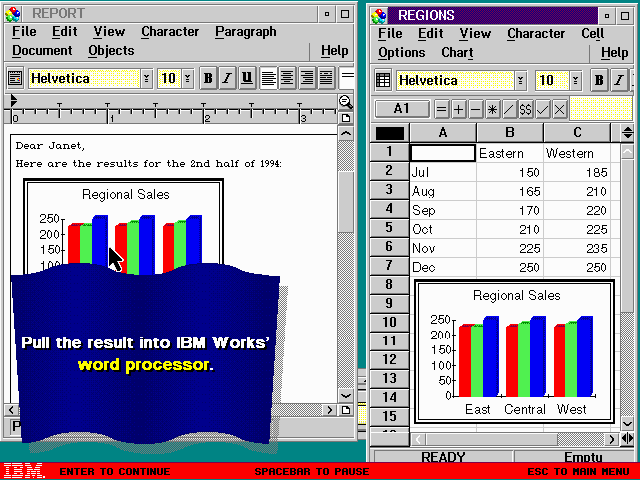 REPORT
File Edit View Character Paragraph
Document Objects Help
Helvetica 10 B I U
0 1 2 3
Dear Janet,
Here are the results for the 2nd half of 1994:
Regional Sales
250
200
150
100
Pull the result into IBM Works'
word processor.
REGIONS
File Edit View Character Cell
Options Chart Help
Helvetica 10 B I
A1 = + - * / $$
A B C
1 Eastern Western
2 Jul 150 185
3 Aug 165 210
4 Sep 170 220
5 Oct 210 225
6 Nov 225 235
7 Dec 250 250
8
9
10
11
12
13
14
15
Regional Sales
250
200
150
100
50
0
East Central West
READY Empty
IBM. ENTER TO CONTINUE SPACEBAR TO PAUSE ESC TO MAIN MENU